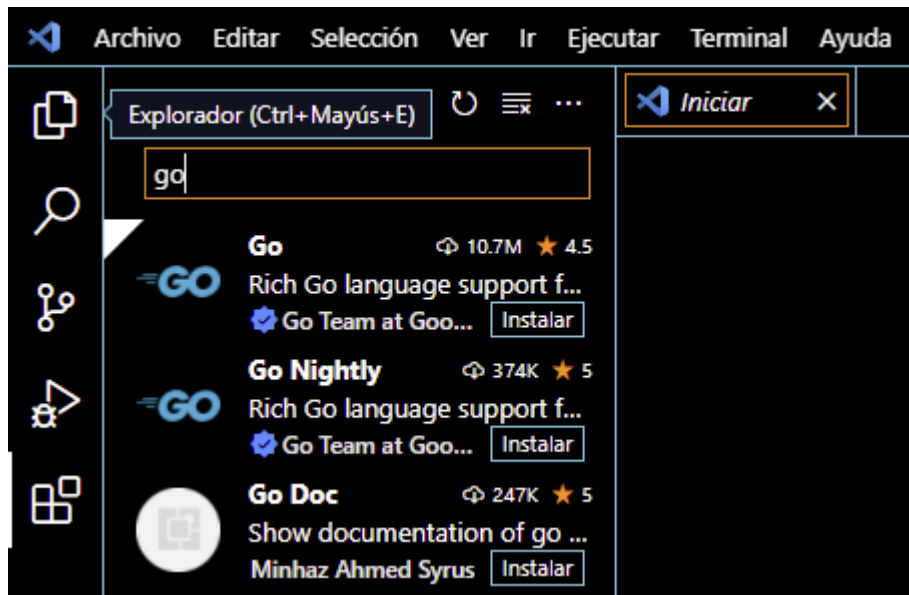 Archivo Editar Selección Ver Ir Ejecutar Terminal Ayuda
Explorador (Ctrl+Mayús+E)
Iniciar
go
Go 10.7M ★ 4.5
GO
Rich Go language support f...
Go Team at Goo... Instalar
Go Nightly 374K ★ 5
GO
Rich Go language support f...
Go Team at Goo... Instalar
Go Doc 247K ★ 5
Show documentation of go ...
Minhaz Ahmed Syrus Instalar